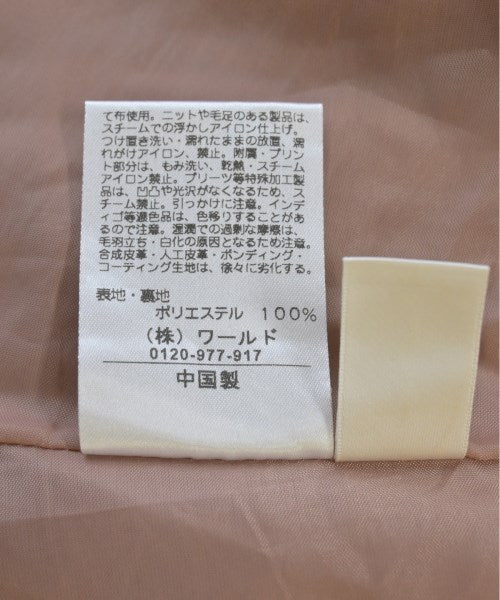 て布使用。ニットや毛足のある製品は、
スチームでの浮かしアイロン仕上げ。
つけ置き洗い・濡れたままの放置、濡
れがけアイロン、禁止。附属・プリン
ト部分は、もみ洗い、乾熱・スチーム
アイロン禁止。プリーツ等特殊加工製
品は、凹凸や光沢がなくなるため、ス
チーム禁止。引っかけに注意。インデ
ィゴ等濃色品は、色移りすることがあ
るので注意。湿潤での過剰な摩擦は、
毛羽立ち・白化の原因となるため注意。
合成皮革・人工皮革・ボンディング・
コーティング生地は、徐々に劣化する。
表地・裏地
ポリエステル 100%
(株) ワールド
0120-977-917
中国製